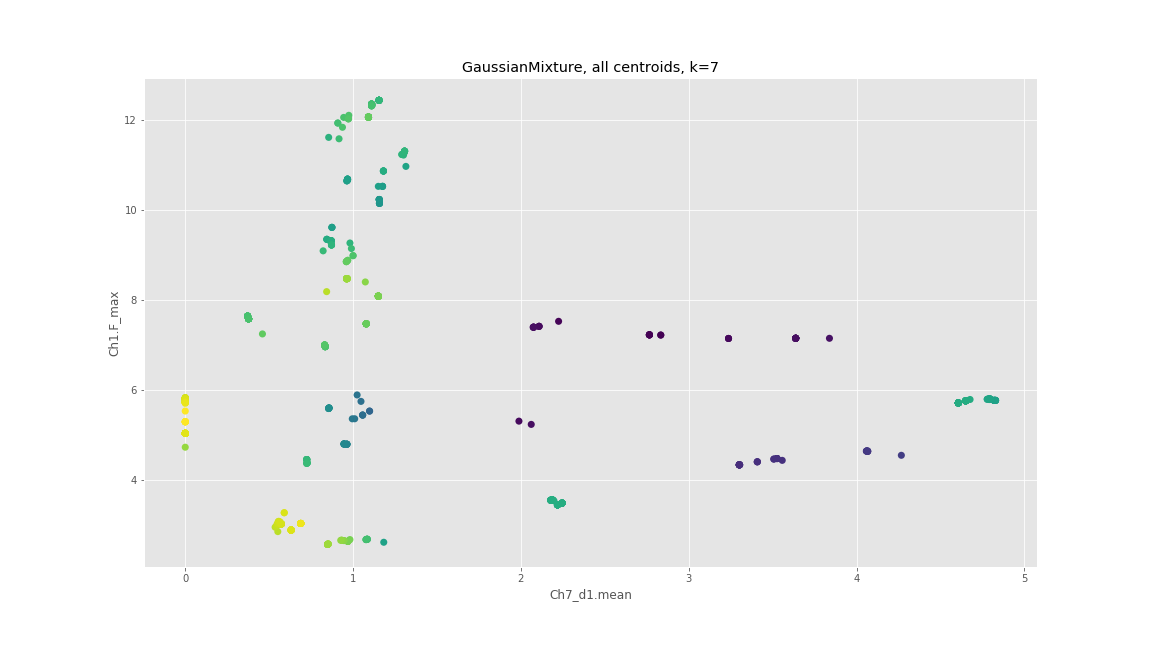 GaussianMixture, all centroids, k=7
12
10
8
6
4
Ch1.F_max
0 1 2 3 4 5
Ch7_d1.mean